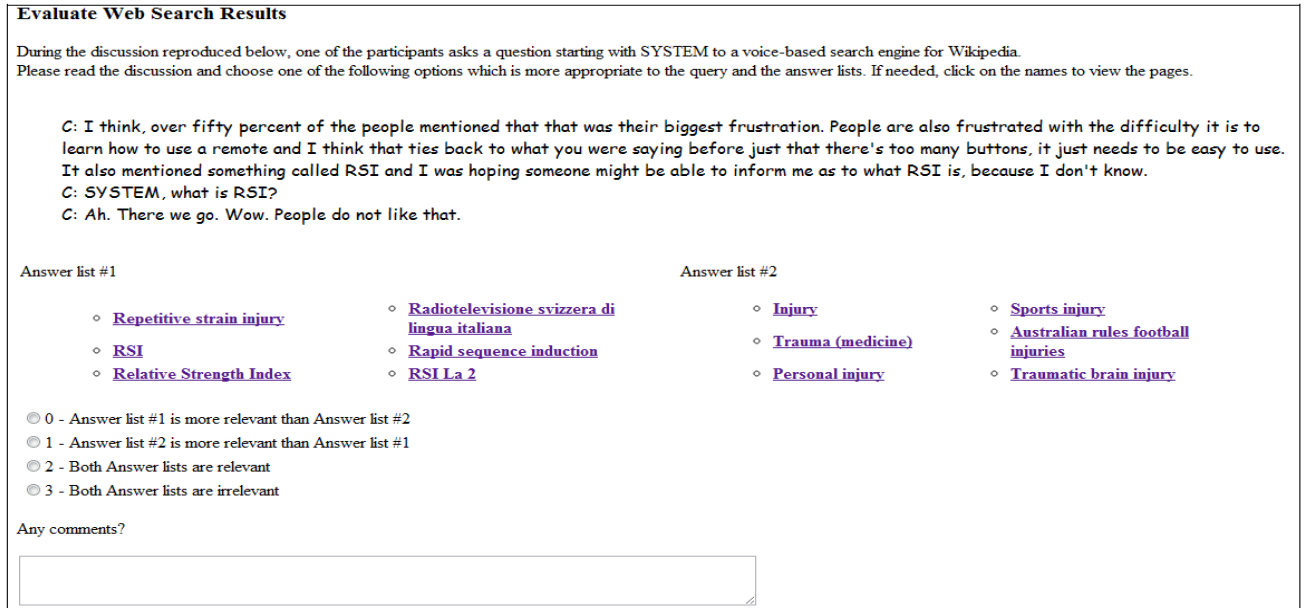 Evaluate Web Search Results
During the discussion reproduced below, one of the participants asks a question starting with SYSTEM to a voice-based search engine for Wikipedia.
Please read the discussion and choose one of the following options which is more appropriate to the query and the answer lists. If needed, click on the names to view the pages.
C: I think, over fifty percent of the people mentioned that that was their biggest frustration. People are also frustrated with the difficulty it is to
learn how to use a remote and I think that ties back to what you were saying before just that there's too many buttons, it just needs to be easy to use.
It also mentioned something called RSI and I was hoping someone might be able to inform me as to what RSI is, because I don't know.
C: SYSTEM, what is RSI?
C: Ah. There we go. Wow. People do not like that.
Answer list #1
Repetitive strain injury
RSI
Relative Strength Index
Radiotelevisione svizzera di
lingua italiana
Rapid sequence induction
RSI La 2
Answer list #2
Injury
Trauma (medicine)
Personal injury
Sports injury
Australian rules football
injuries
Traumatic brain injury
0 - Answer list #1 is more relevant than Answer list #2
1 - Answer list #2 is more relevant than Answer list #1
2 - Both Answer lists are relevant
3 - Both Answer lists are irrelevant
Any comments?